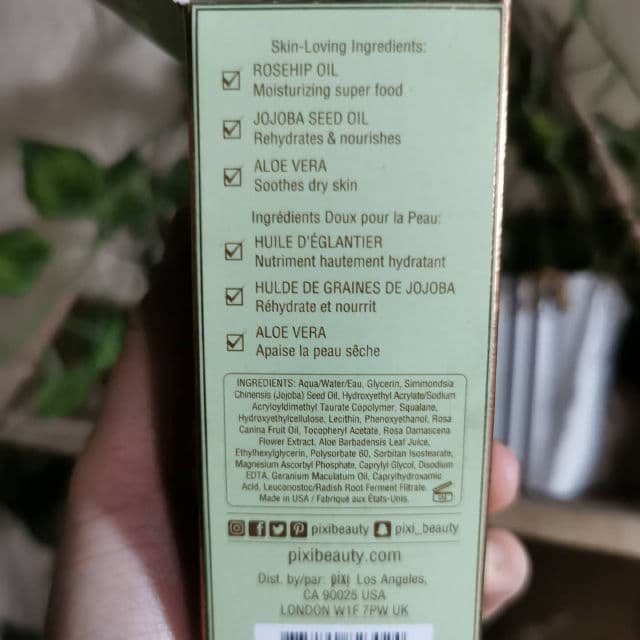 Skin-Loving Ingredients:
ROSEHIP OIL
Moisturizing super food
JOJOBA SEED OIL
Rehydrates & nourishes
ALOE VERA
Soothes dry skin
Ingrédients Doux pour la Peau:
HUILE D'ÉGLANTIER
Nutriment hautement hydratant
HULDE DE GRAINES DE JOJOBA
Réhydrate et nourrit
ALOE VERA
Apaise la peau sêche
INGREDIENTS: Aqua/Water/Eau, Glycerin, Simmondsia
Chinensis (Jojoba) Seed Oil, Hydroxyethyl Acrylate/Sodium
Acryloyldimethyl Taurate Copolymer, Squalane,
Hydroxyethylcellulose, Lecithin, Phenoxyethanol, Rosa
Canina Fruit Oil, Tocopheryl Acetate, Rosa Damascena
Flower Extract, Aloe Barbadensis Leaf Juice,
Ethylhexylglycerin, Polysorbate 60, Sorbitan Isostearate,
Magnesium Ascorbyl Phosphate, Caprylyl Glycol, Disodium
EDTA, Geranium Maculatum Oil, Caprylhydroxamic
Acid, Leuconostoc/Radish Root Ferment Filtrate.
Made in USA / Fabriqué aux États-Unis.
pixibeauty pixi_beauty
pixibeauty.com
Dist. by/par: pixi Los Angeles,
CA 90025 USA
LONDON W1F 7PW UK